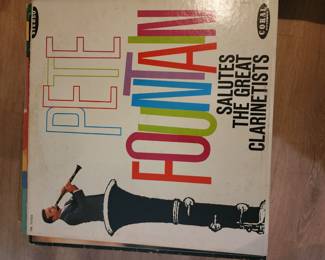 STEREO
CORAL
PETE
FOUNTAIN
SALUTES
THE GREAT
CLARINETISTS